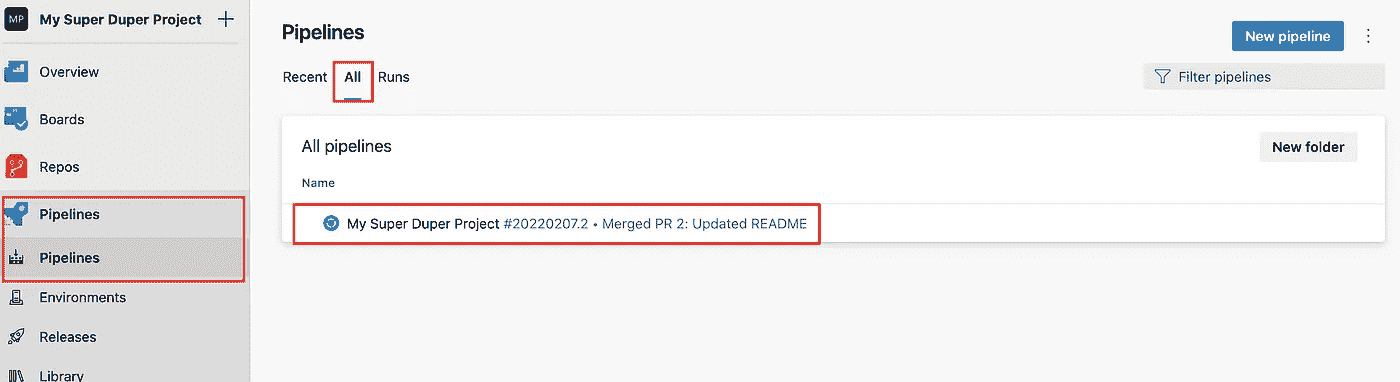 MP My Super Duper Project +
Overview
Boards
Repos
Pipelines
Pipelines
Environments
Releases
Library
Pipelines
New pipeline
Recent All Runs
Filter pipelines
All pipelines
New folder
Name
My Super Duper Project #20220207.2 • Merged PR 2: Updated README